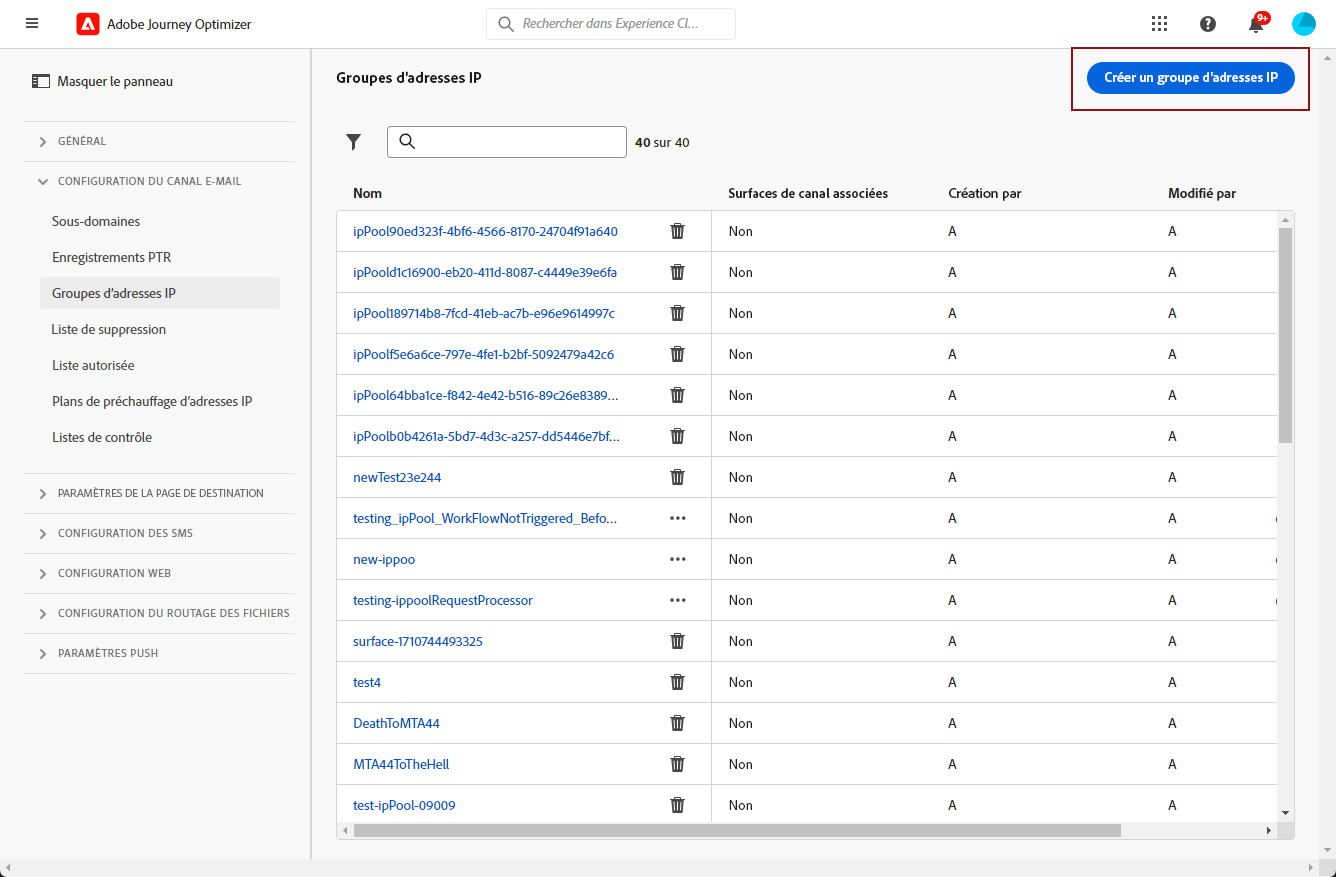 Adobe Journey Optimizer
Rechercher dans Experience Cl...
9+
Masquer le panneau
GÉNÉRAL
CONFIGURATION DU CANAL E-MAIL
Sous-domaines
Enregistrements PTR
Groupes d'adresses IP
Liste de suppression
Liste autorisée
Plans de préchauffage d'adresses IP
Listes de contrôle
PARAMÈTRES DE LA PAGE DE DESTINATION
CONFIGURATION DES SMS
CONFIGURATION WEB
CONFIGURATION DU ROUTAGE DES FICHIERS
PARAMÈTRES PUSH
Groupes d'adresses IP
Créer un groupe d'adresses IP
40 sur 40
Nom Surfaces de canal associées Création par Modifié par
ipPool90ed323f-4bf6-4566-8170-24704f91a640 Non A A
ipPoold1c16900-eb20-411d-8087-c4449e39e6fa Non A A
ipPool189714b8-7fcd-41eb-ac7b-e96e9614997c Non A A
ipPoolf5e6a6ce-797e-4fe1-b2bf-5092479a42c6 Non A A
ipPool64bba1ce-f842-4e42-b516-89c26e8389... Non A A
ipPoolb0b4261a-5bd7-4d3c-a257-dd5446e7bf... Non A A
newTest23e244 Non A A
testing_ipPool_WorkFlowNotTriggered_Befo... Non A A
new-ippoo Non A A
testing-ippoolRequestProcessor Non A A
surface-1710744493325 Non A A
test4 Non A A
DeathToMTA44 Non A A
MTA44ToTheHell Non A A
test-ipPool-09009 Non A A